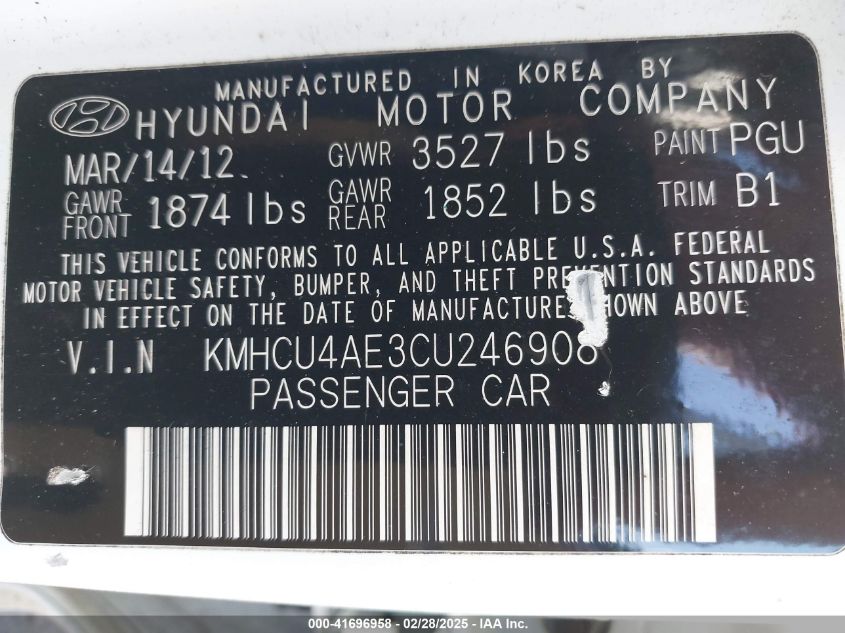 MANUFACTURED IN KOREA BY
HYUNDAI MOTOR COMPANY
MAR/14/12 GVWR 3527 lbs PAINT PGU
GAWR FRONT 1874 lbs GAWR REAR 1852 lbs TRIM B1
THIS VEHICLE CONFORMS TO ALL APPLICABLE U.S.A. FEDERAL
MOTOR VEHICLE SAFETY, BUMPER, AND THEFT PREVENTION STANDARDS
IN EFFECT ON THE DATE OF MANUFACTURE SHOWN ABOVE
V.I.N KMHCU4AE3CU246908
PASSENGER CAR
000-41696958 - 02/28/2025 - IAA Inc.